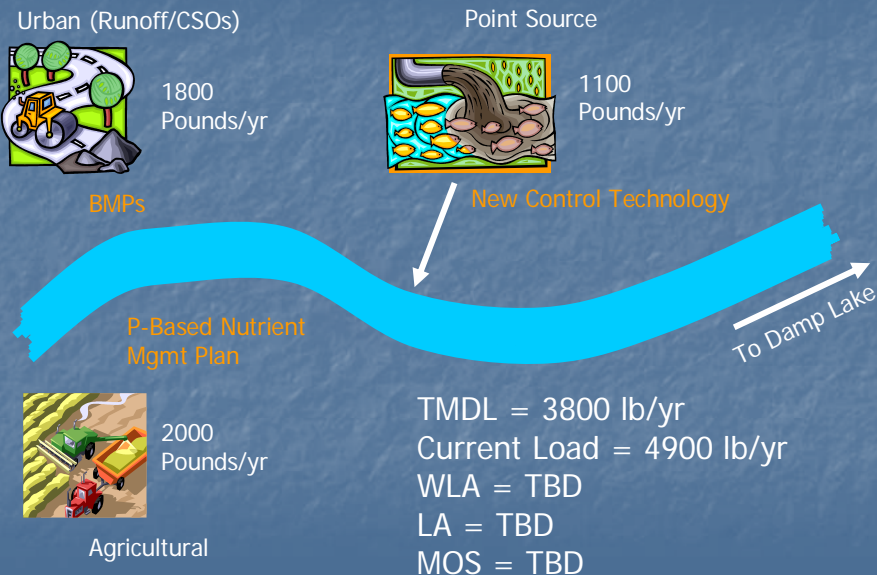 Urban (Runoff/CSOs)
1800
Pounds/yr
BMPs
Point Source
1100
Pounds/yr
New Control Technology
To Damp Lake
P-Based Nutrient
Mgmt Plan
2000
Pounds/yr
Agricultural
TMDL = 3800 lb/yr
Current Load = 4900 lb/yr
WLA = TBD
LA = TBD
MOS = TBD